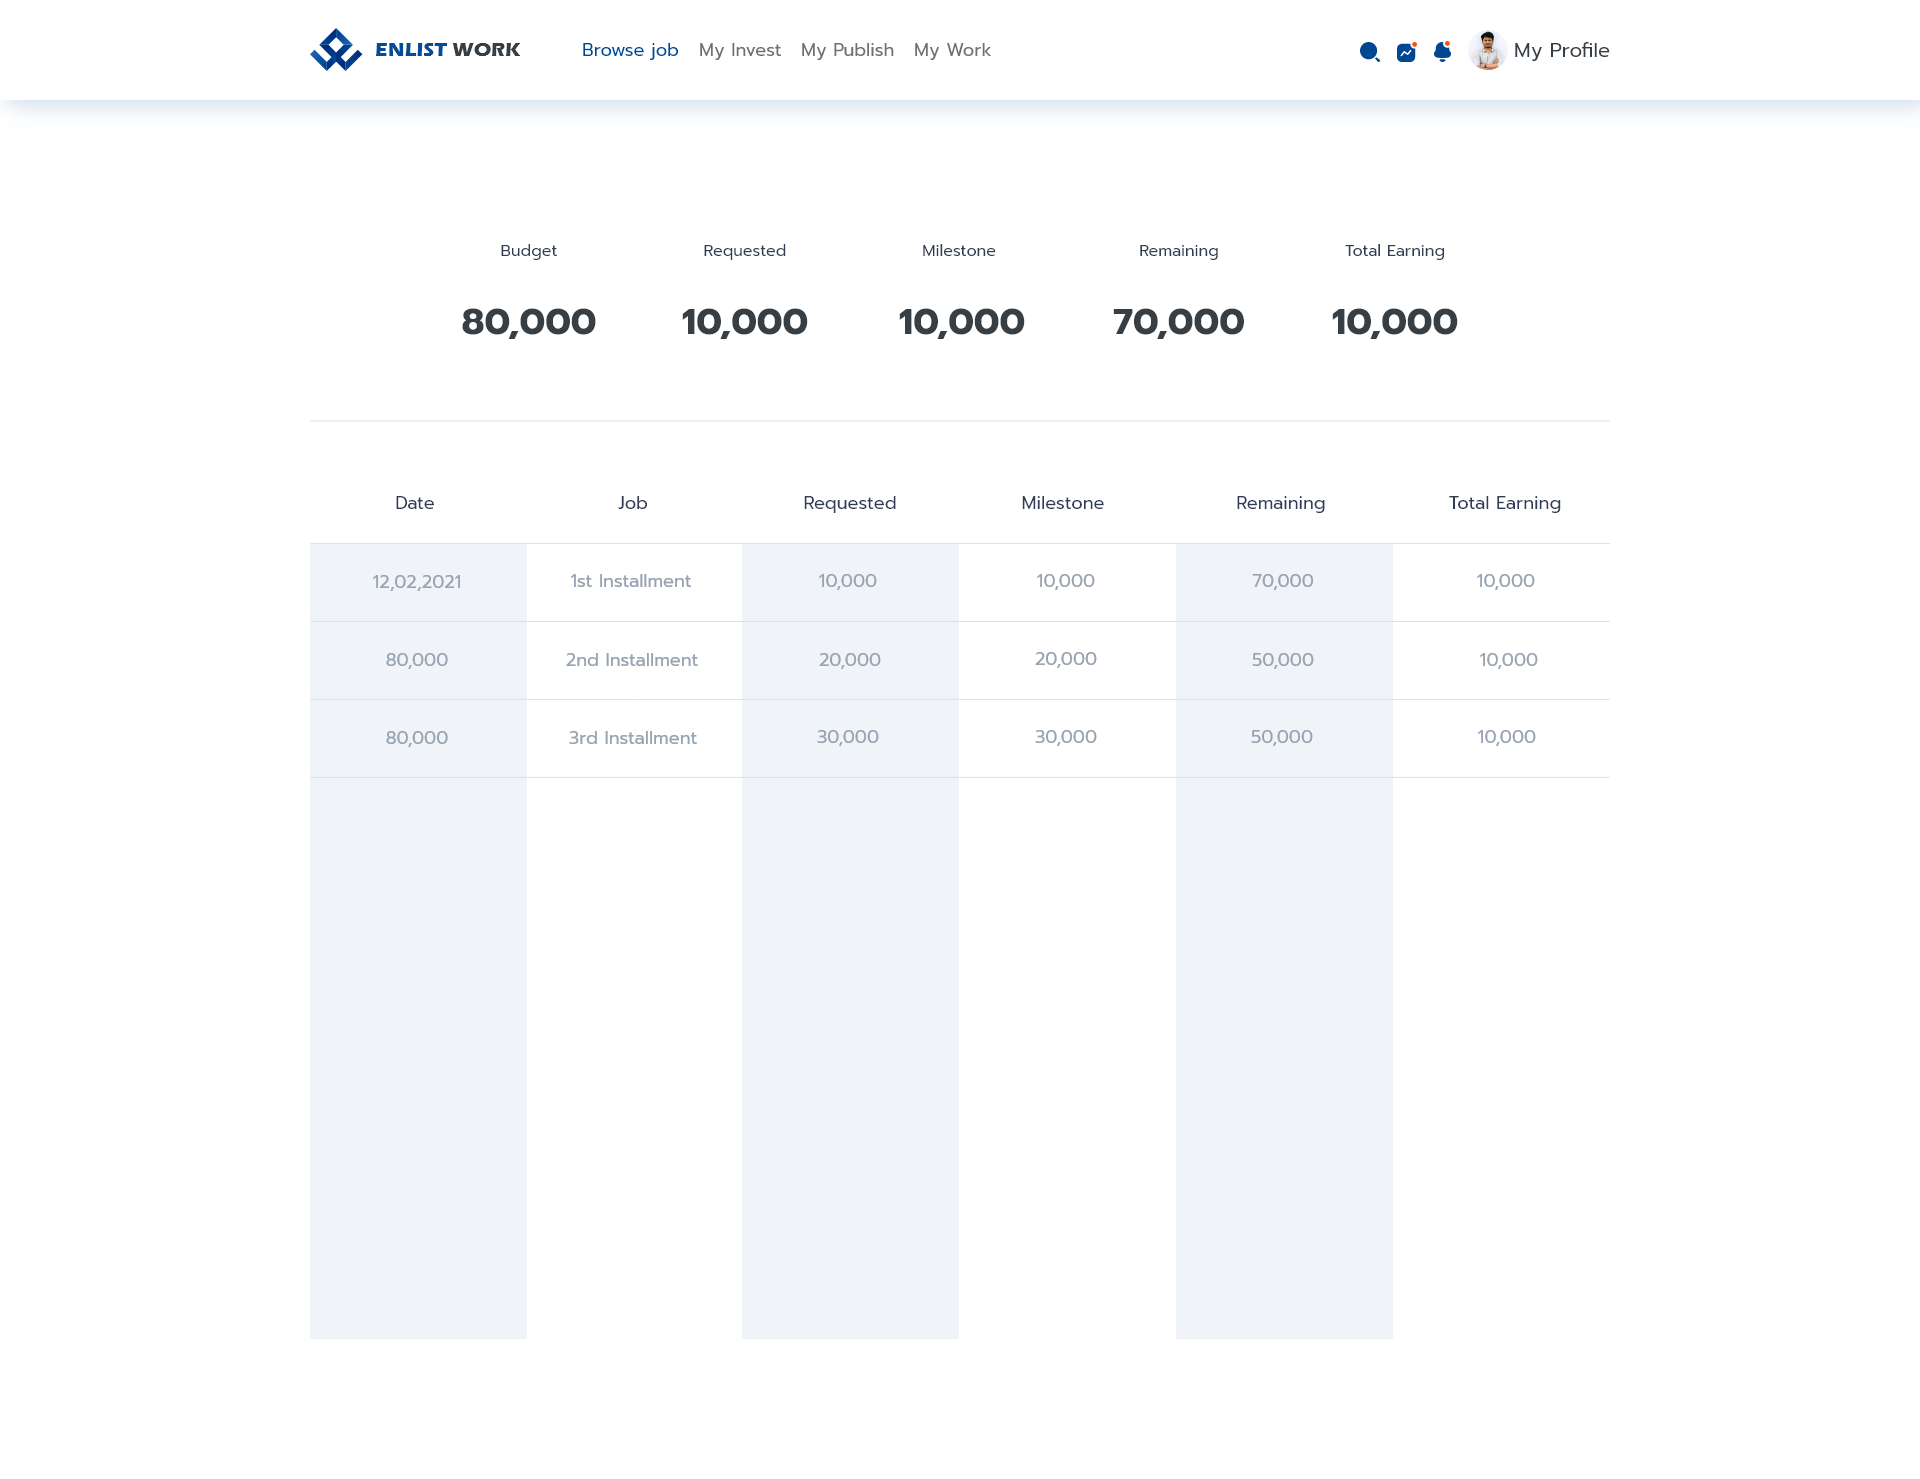 ENLIST WORK Browse job My Invest My Publish My Work My Profile
Budget Requested Milestone Remaining Total Earning
80,000 10,000 10,000 70,000 10,000
Date Job Requested Milestone Remaining Total Earning
12,02,2021 1st Installment 10,000 10,000 70,000 10,000
80,000 2nd Installment 20,000 20,000 50,000 10,000
80,000 3rd Installment 30,000 30,000 50,000 10,000